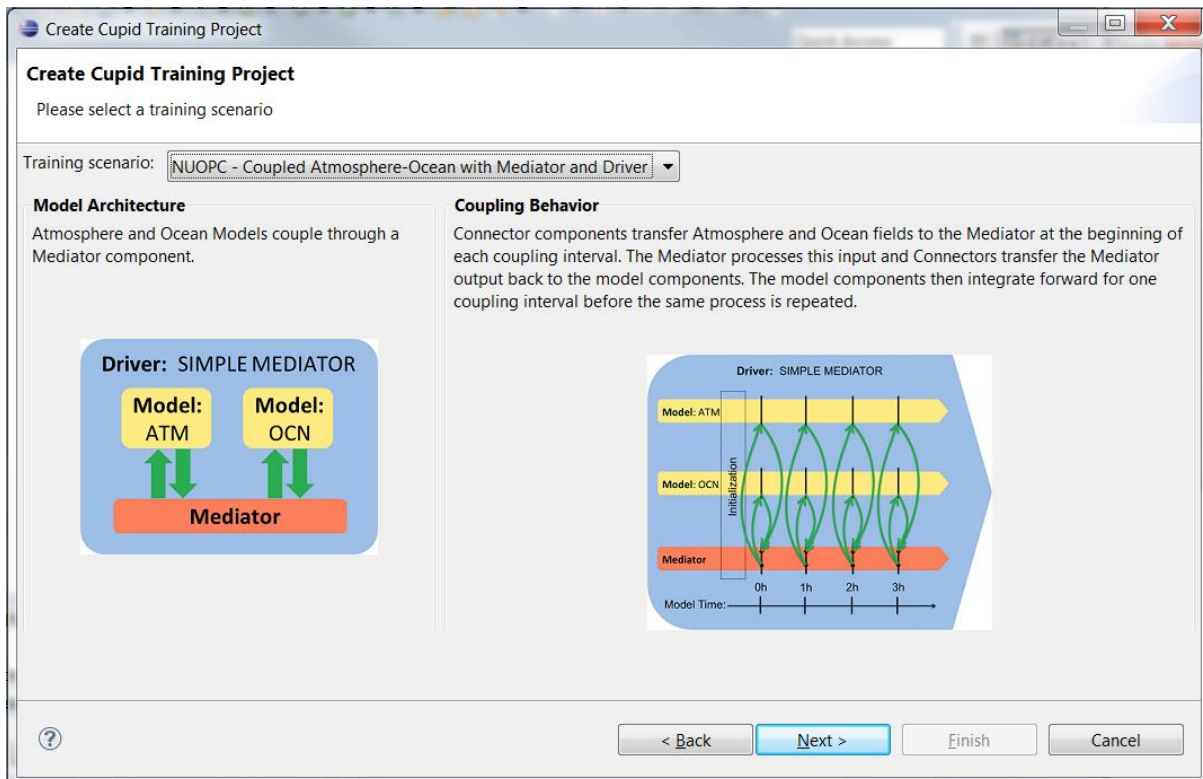 Create Cupid Training Project
Create Cupid Training Project
Please select a training scenario
Training scenario: NUOPC - Coupled Atmosphere-Ocean with Mediator and Driver
Model Architecture
Atmosphere and Ocean Models couple through a
Mediator component.
Driver: SIMPLE MEDIATOR
Model: Model:
ATM OCN
Mediator
Coupling Behavior
Connector components transfer Atmosphere and Ocean fields to the Mediator at the beginning of
each coupling interval. The Mediator processes this input and Connectors transfer the Mediator
output back to the model components. The model components then integrate forward for one
coupling interval before the same process is repeated.
Driver: SIMPLE MEDIATOR
Model: ATM
Initialization
Model: OCN
Mediator
0h 1h 2h 3h
Model Time:
? < Back Next > Finish Cancel